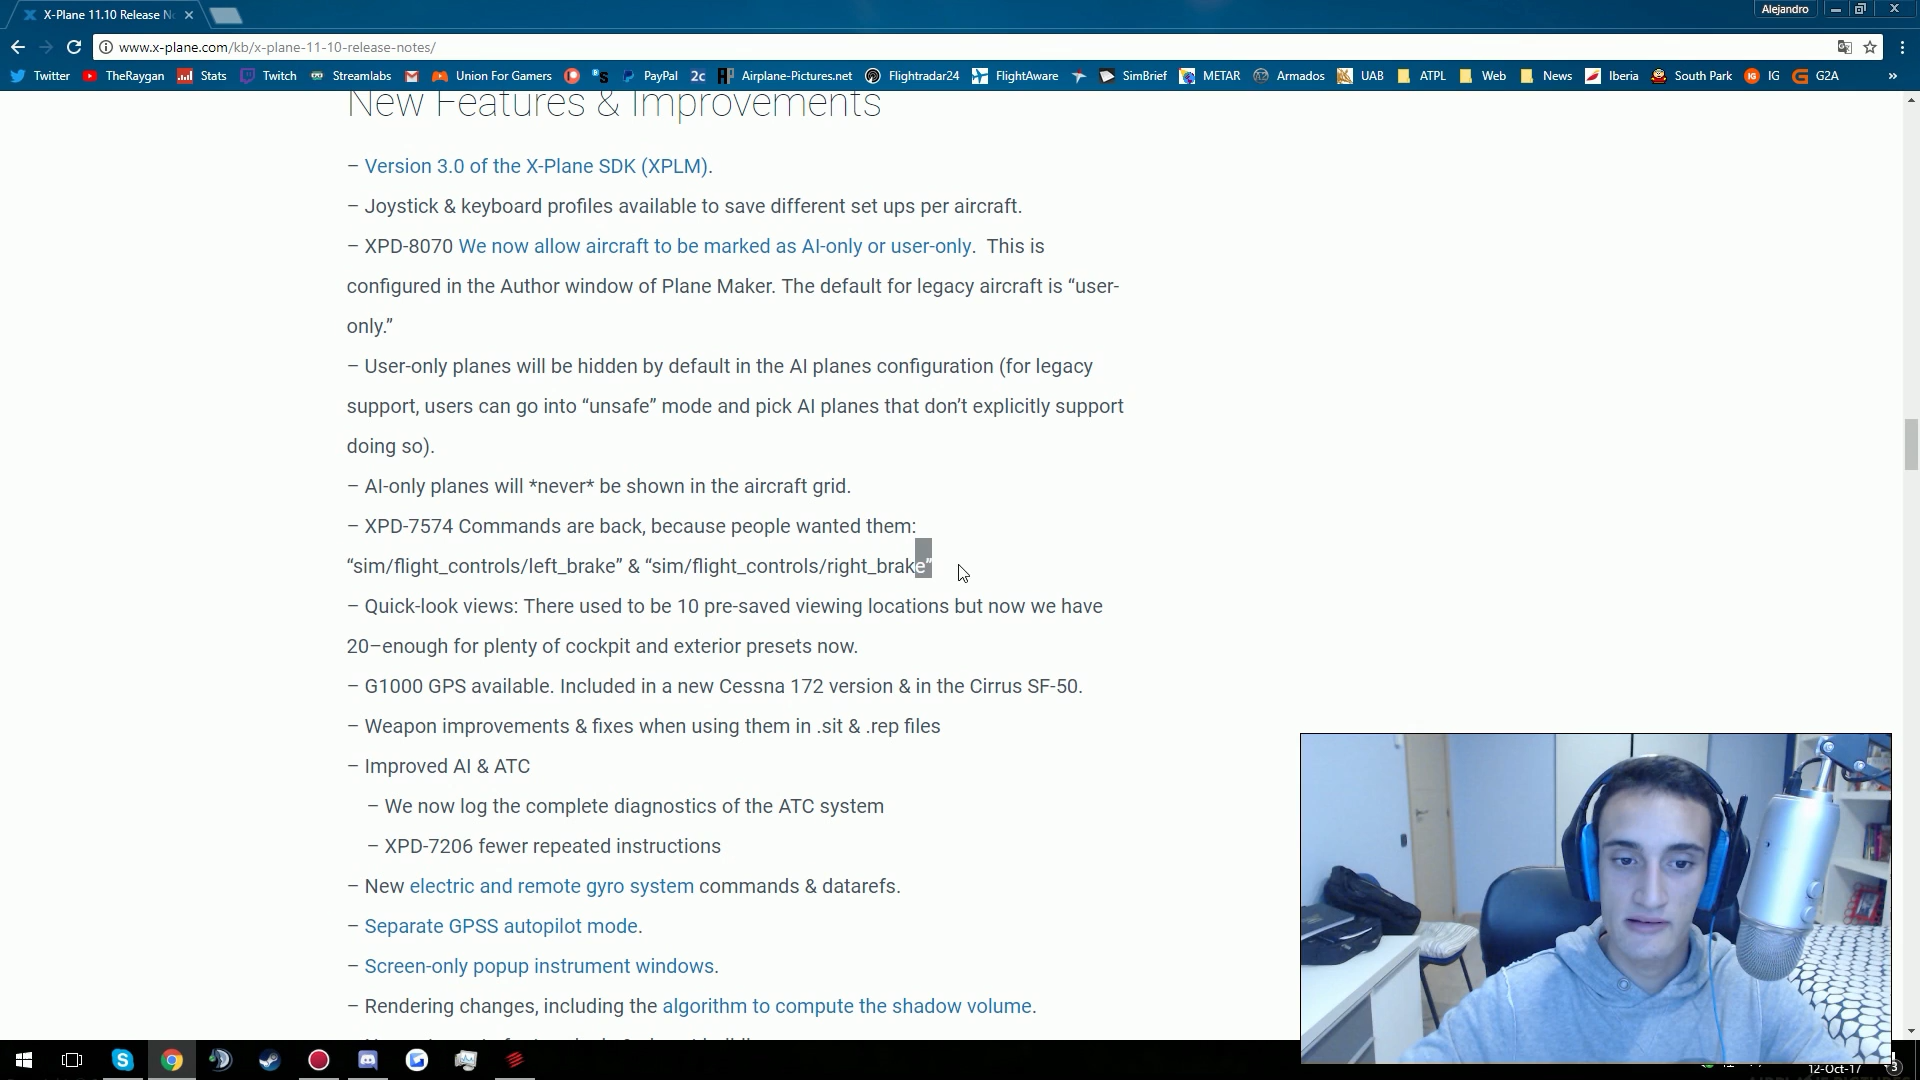 X-Plane 11.10 Release N
Alejandro
www.x-plane.com/kb/x-plane-11-10-release-notes/
Twitter TheRaygan Stats Twitch Streamlabs Union For Gamers PayPal 2c Airplane-Pictures.net Flightradar24 FlightAware SimBrief METAR Armados UAB ATPL Web News Iberia South Park IG G2A »
New Features & Improvements
– Version 3.0 of the X-Plane SDK (XPLM).
– Joystick & keyboard profiles available to save different set ups per aircraft.
– XPD-8070 We now allow aircraft to be marked as AI-only or user-only. This is
configured in the Author window of Plane Maker. The default for legacy aircraft is “user-
only.”
– User-only planes will be hidden by default in the AI planes configuration (for legacy
support, users can go into “unsafe” mode and pick AI planes that don’t explicitly support
doing so).
– AI-only planes will *never* be shown in the aircraft grid.
– XPD-7574 Commands are back, because people wanted them:
“sim/flight_controls/left_brake” & “sim/flight_controls/right_brake”
– Quick-look views: There used to be 10 pre-saved viewing locations but now we have
20–enough for plenty of cockpit and exterior presets now.
– G1000 GPS available. Included in a new Cessna 172 version & in the Cirrus SF-50.
– Weapon improvements & fixes when using them in .sit & .rep files
– Improved AI & ATC
– We now log the complete diagnostics of the ATC system
– XPD-7206 fewer repeated instructions
– New electric and remote gyro system commands & datarefs.
– Separate GPSS autopilot mode.
– Screen-only popup instrument windows.
– Rendering changes, including the algorithm to compute the shadow volume.
12-Oct-17